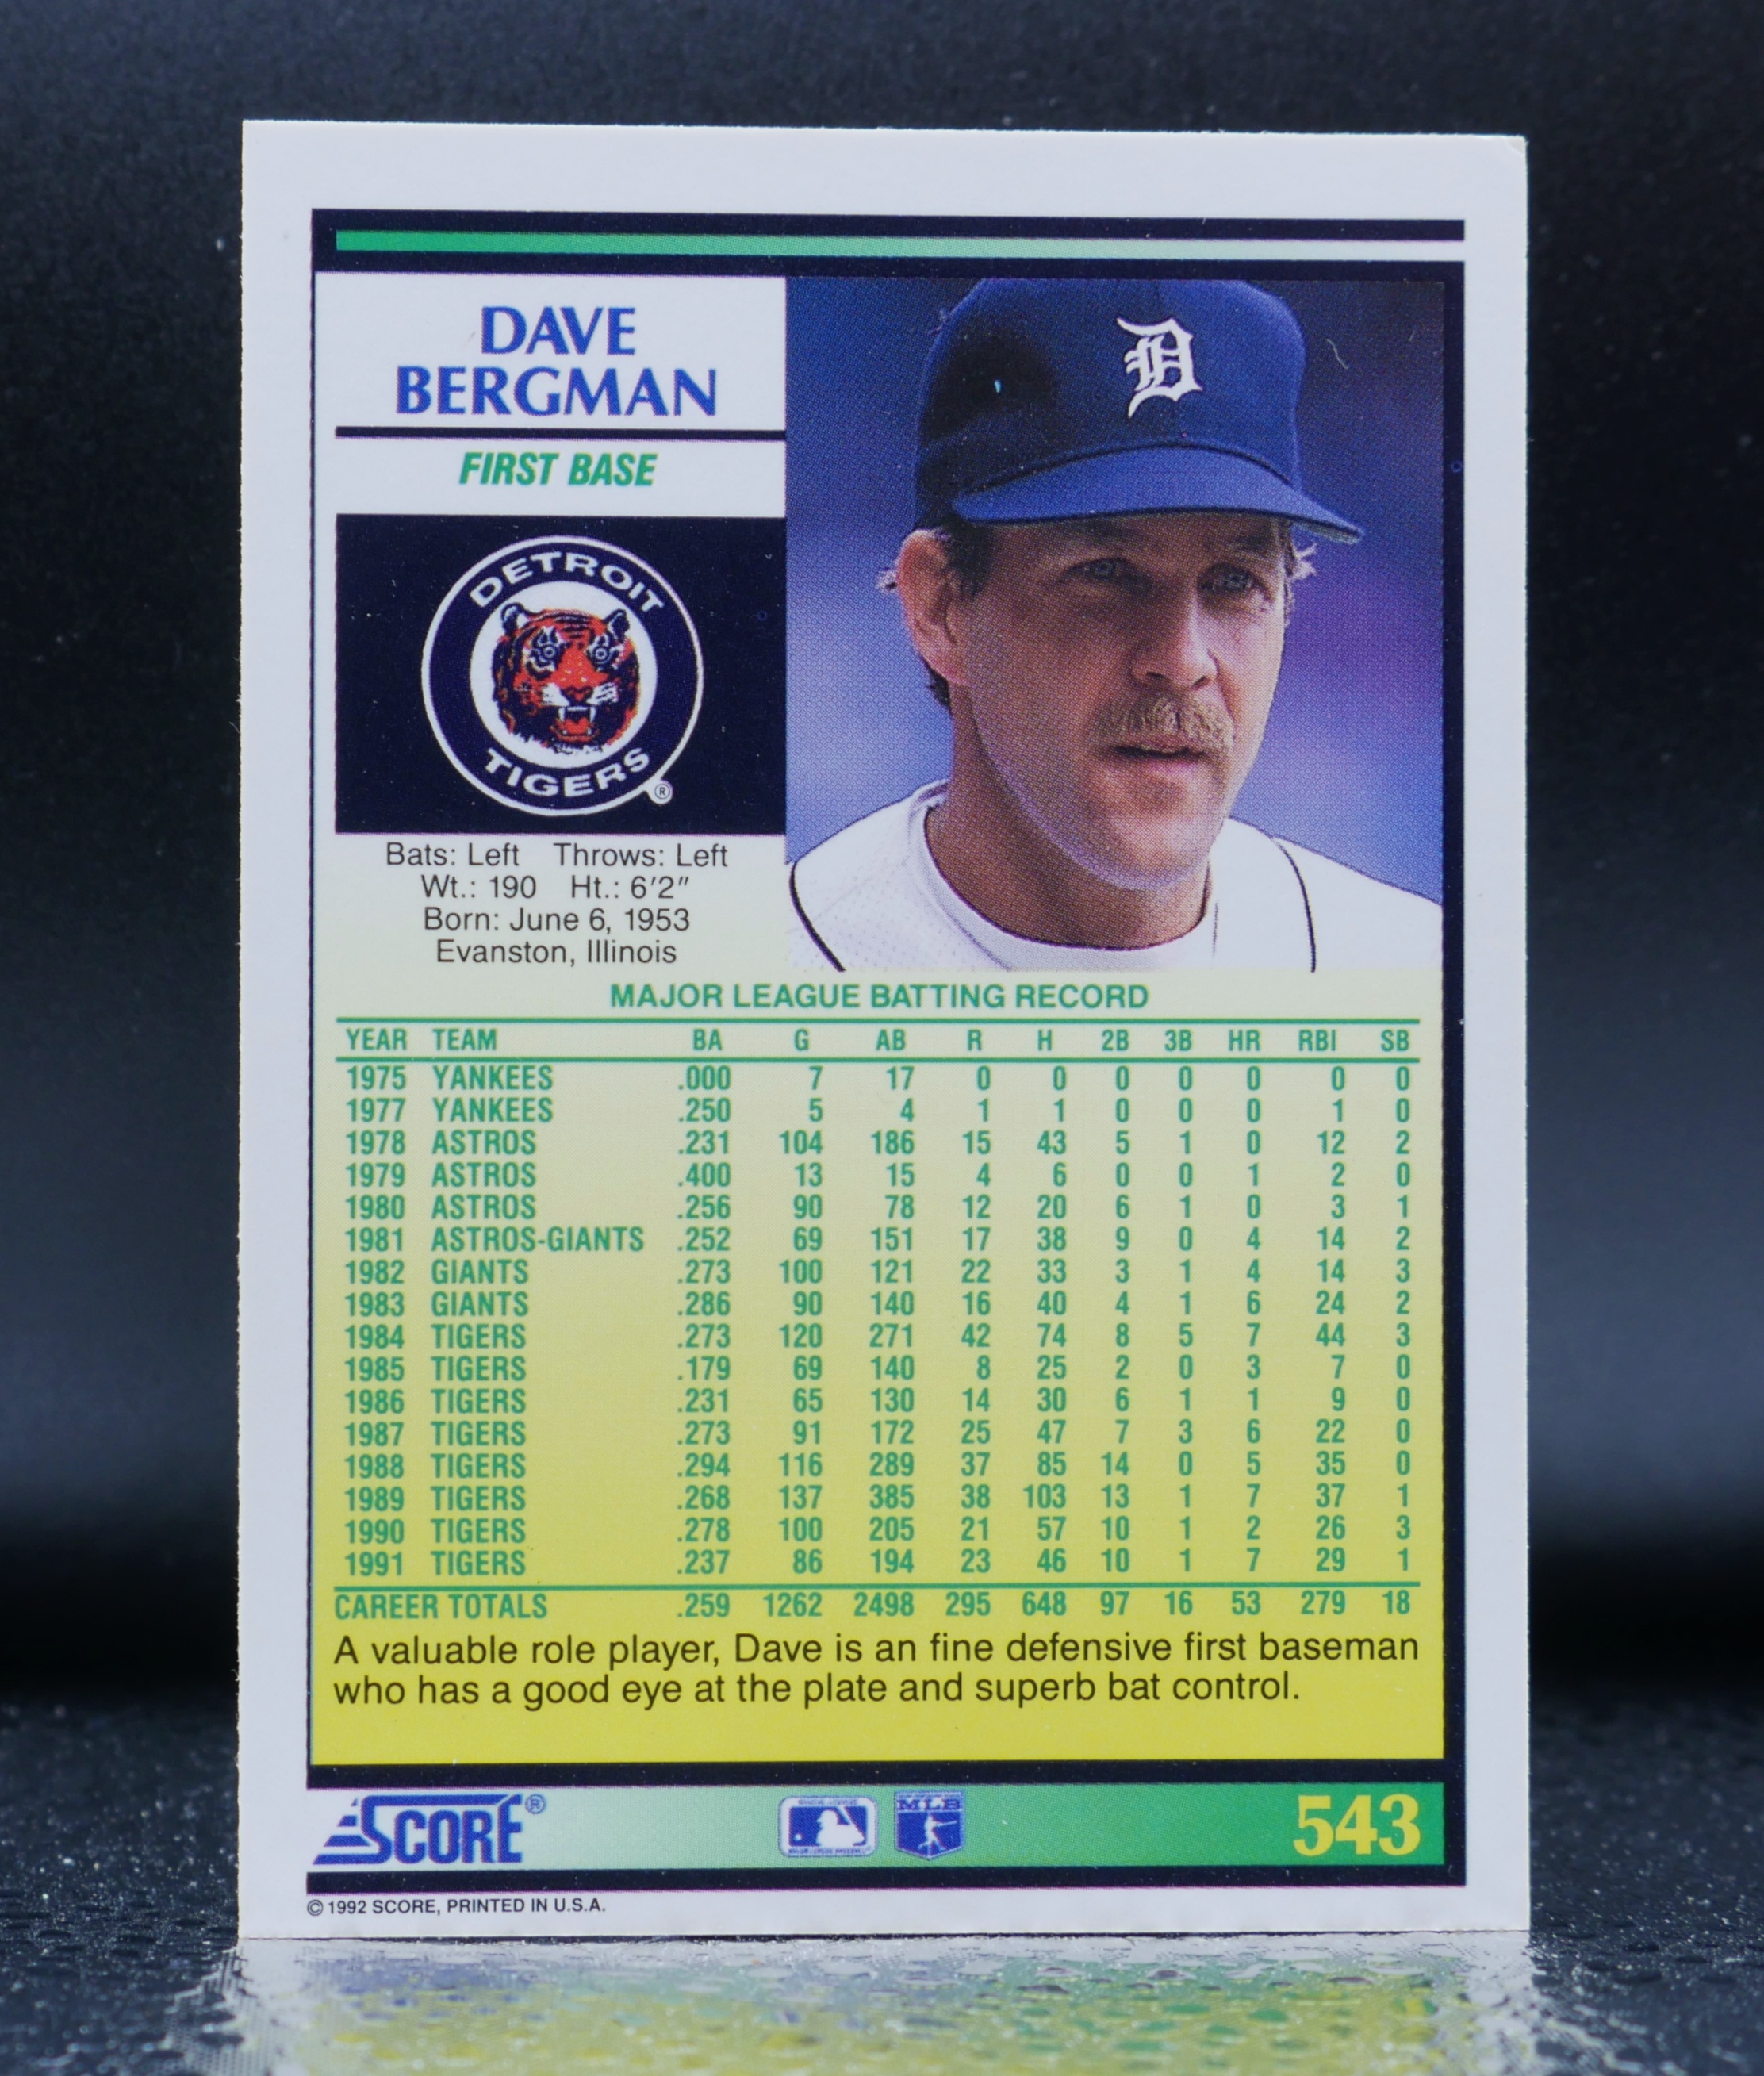 DAVE
BERGMAN
FIRST BASE
D
DETROIT
TIGERS
®
Bats: Left Throws: Left
Wt.: 190 Ht.: 6'2"
Born: June 6, 1953
Evanston, Illinois
MAJOR LEAGUE BATTING RECORD
YEAR TEAM BA G AB R H 2B 3B HR RBI SB
1975 YANKEES .000 7 17 0 0 0 0 0 0 0
1977 YANKEES .250 5 4 1 1 0 0 0 1 0
1978 ASTROS .231 104 186 15 43 5 1 0 12 2
1979 ASTROS .400 13 15 4 6 0 0 1 2 0
1980 ASTROS .256 90 78 12 20 6 1 0 3 1
1981 ASTROS-GIANTS .252 69 151 17 38 9 0 4 14 2
1982 GIANTS .273 100 121 22 33 3 1 4 14 3
1983 GIANTS .286 90 140 16 40 4 1 6 24 2
1984 TIGERS .273 120 271 42 74 8 5 7 44 3
1985 TIGERS .179 69 140 8 25 2 0 3 7 0
1986 TIGERS .231 65 130 14 30 6 1 1 9 0
1987 TIGERS .273 91 172 25 47 7 3 6 22 0
1988 TIGERS .294 116 289 37 85 14 0 5 35 0
1989 TIGERS .268 137 385 38 103 13 1 7 37 1
1990 TIGERS .278 100 205 21 57 10 1 2 26 3
1991 TIGERS .237 86 194 23 46 10 1 7 29 1
CAREER TOTALS .259 1262 2498 295 648 97 16 53 279 18
A valuable role player, Dave is an fine defensive first baseman
who has a good eye at the plate and superb bat control.
SCORE® MLB 543
© 1992 SCORE, PRINTED IN U.S.A.